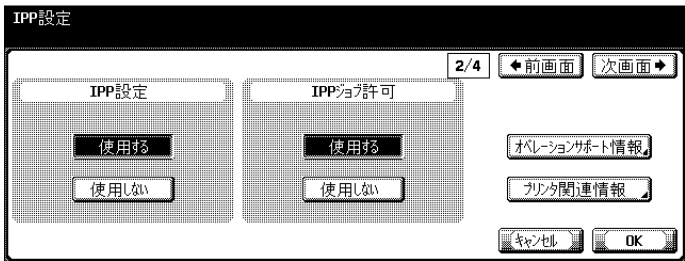 IPP設定
2/4
←前画面
次画面→
IPP設定
IPPｼﾞｮﾌﾞ許可
使用する
使用する
ｵﾍﾟﾚｰｼｮﾝｻﾎﾟｰﾄ情報
使用しない
使用しない
ﾌﾟﾘﾝﾀ関連情報
ｷｬﾝｾﾙ
OK